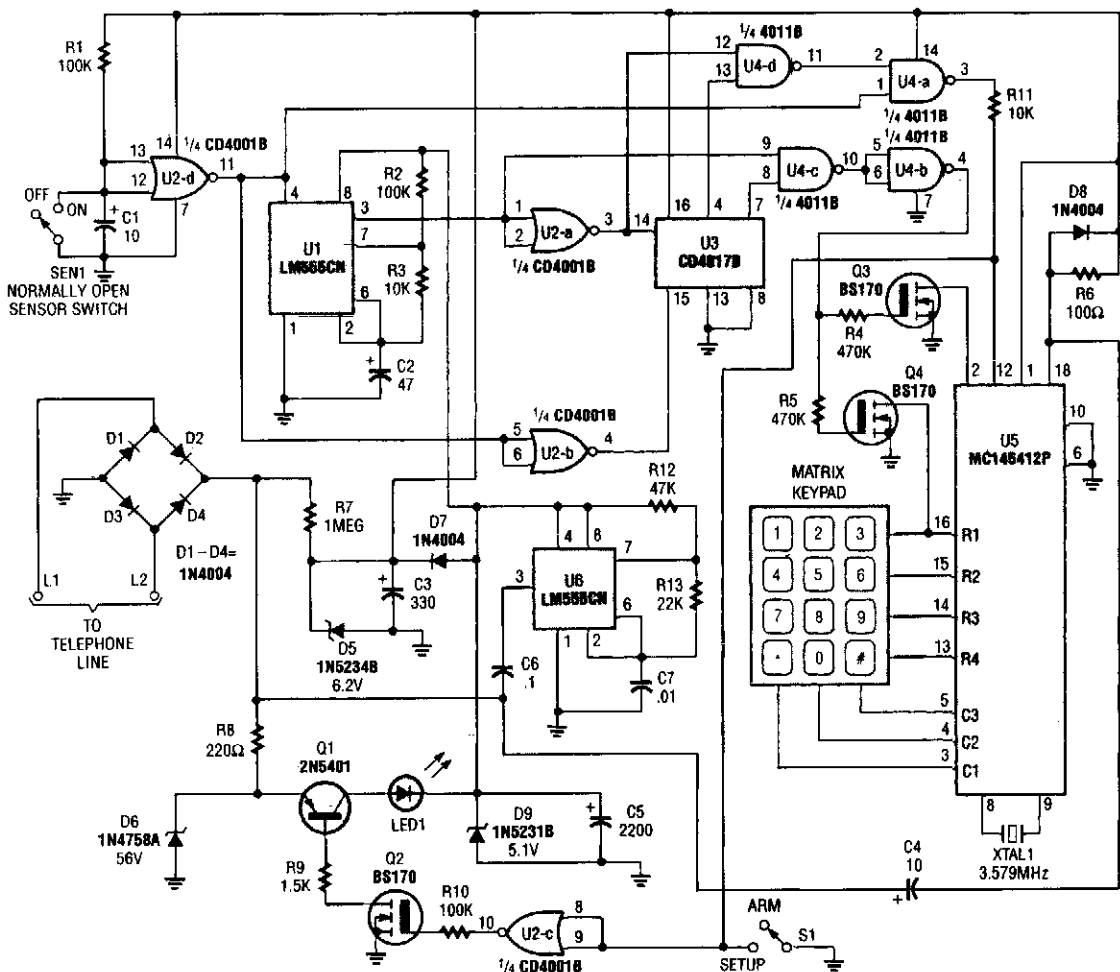 R1
100K
14
1/4 CD4001B
13
12
11
U2-d
7
OFF
ON
+
C1
10
SEN1
NORMALLY OPEN
SENSOR SWITCH
4
8
R2
100K
3
7
U1
LM555CN
R3
10K
6
1
2
+
C2
47
1
2
U2-a
3
1/4 CD4001B
14
16
4
7
U3
CD4017B
15
13
8
1/4 4011B
12
13
U4-d
11
2
1
14
U4-a
3
1/4 4011B
R11
10K
1/4 4011B
9
8
U4-c
10
1/4 4011B
5
6
U4-b
4
7
D8
1N4004
R6
100Ω
Q3
BS170
R4
470K
Q4
BS170
R5
470K
2
12
1
18
10
6
U5
MC145412P
16
R1
15
R2
14
R3
13
R4
5
C3
4
C2
3
C1
8
9
XTAL1
3.579MHz
MATRIX
KEYPAD
1
2
3
4
5
6
7
8
9
0
#
1/4 CD4001B
5
6
U2-b
4
D1
D2
D3
D4
D1–D4=
1N4004
L1
L2
TO
TELEPHONE
LINE
R7
1MEG
D7
1N4004
+
C3
330
D5
1N5234B
6.2V
R12
47K
4
8
7
3
U6
LM555CN
R13
22K
6
1
2
C6
.1
C7
.01
R8
220Ω
Q1
2N5401
LED1
D6
1N4758A
56V
R9
1.5K
Q2
BS170
D9
1N5231B
5.1V
+
C5
2200
R10
100K
10
U2-c
8
9
1/4 CD4001B
C4
10
+
ARM
S1
SETUP